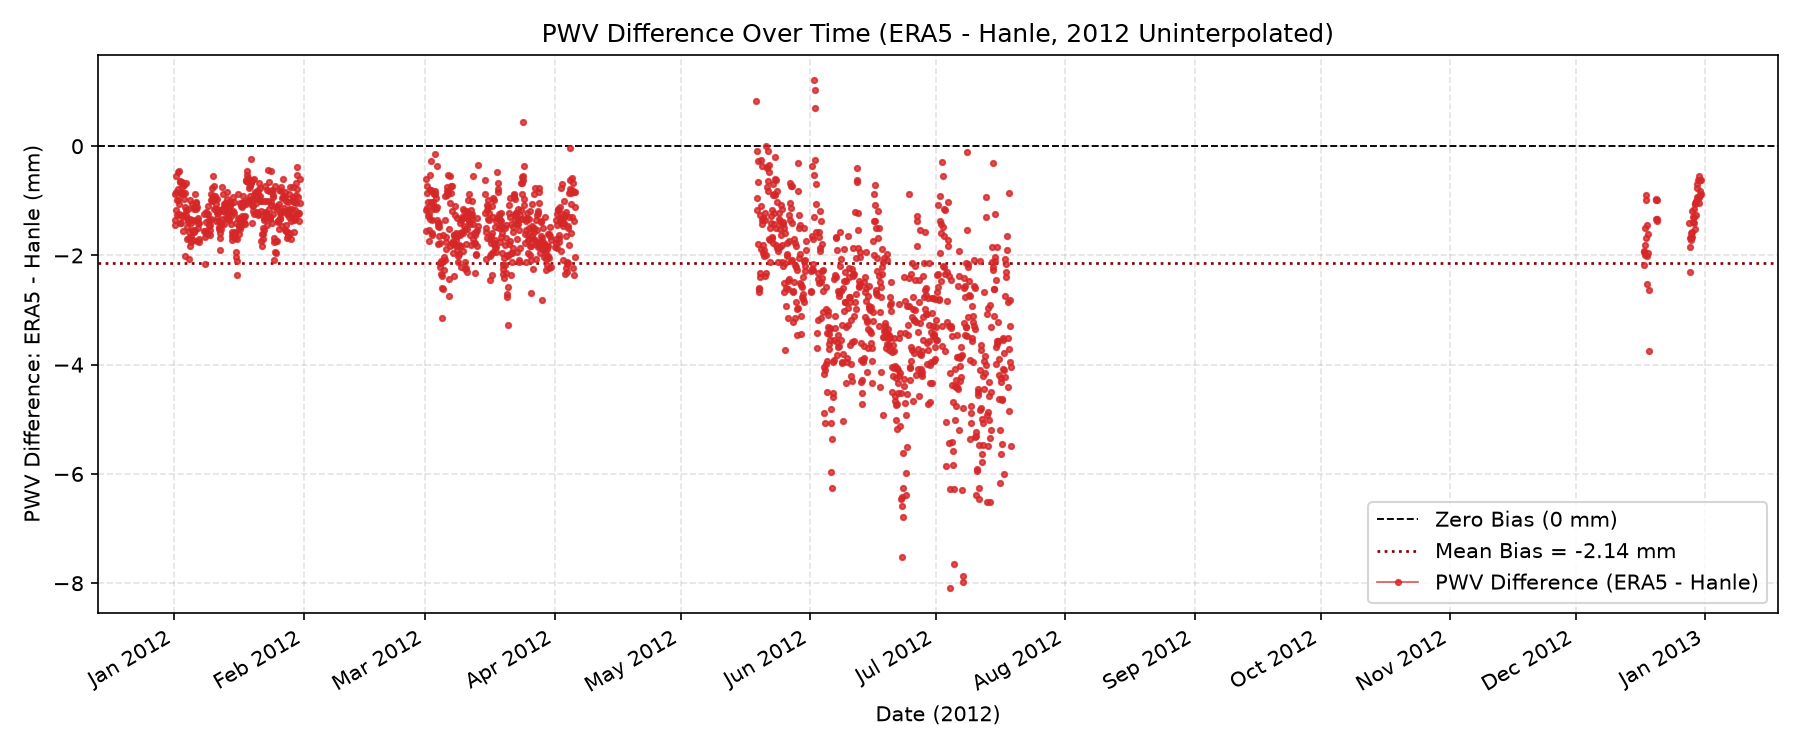 PWV Difference Over Time (ERA5 - Hanle, 2012 Uninterpolated)
PWV Difference: ERA5 - Hanle (mm)
0
−2
−4
−6
−8
Zero Bias (0 mm)
Mean Bias = -2.14 mm
PWV Difference (ERA5 - Hanle)
Jan 2012
Feb 2012
Mar 2012
Apr 2012
May 2012
Jun 2012
Jul 2012
Aug 2012
Sep 2012
Oct 2012
Nov 2012
Dec 2012
Jan 2013
Date (2012)